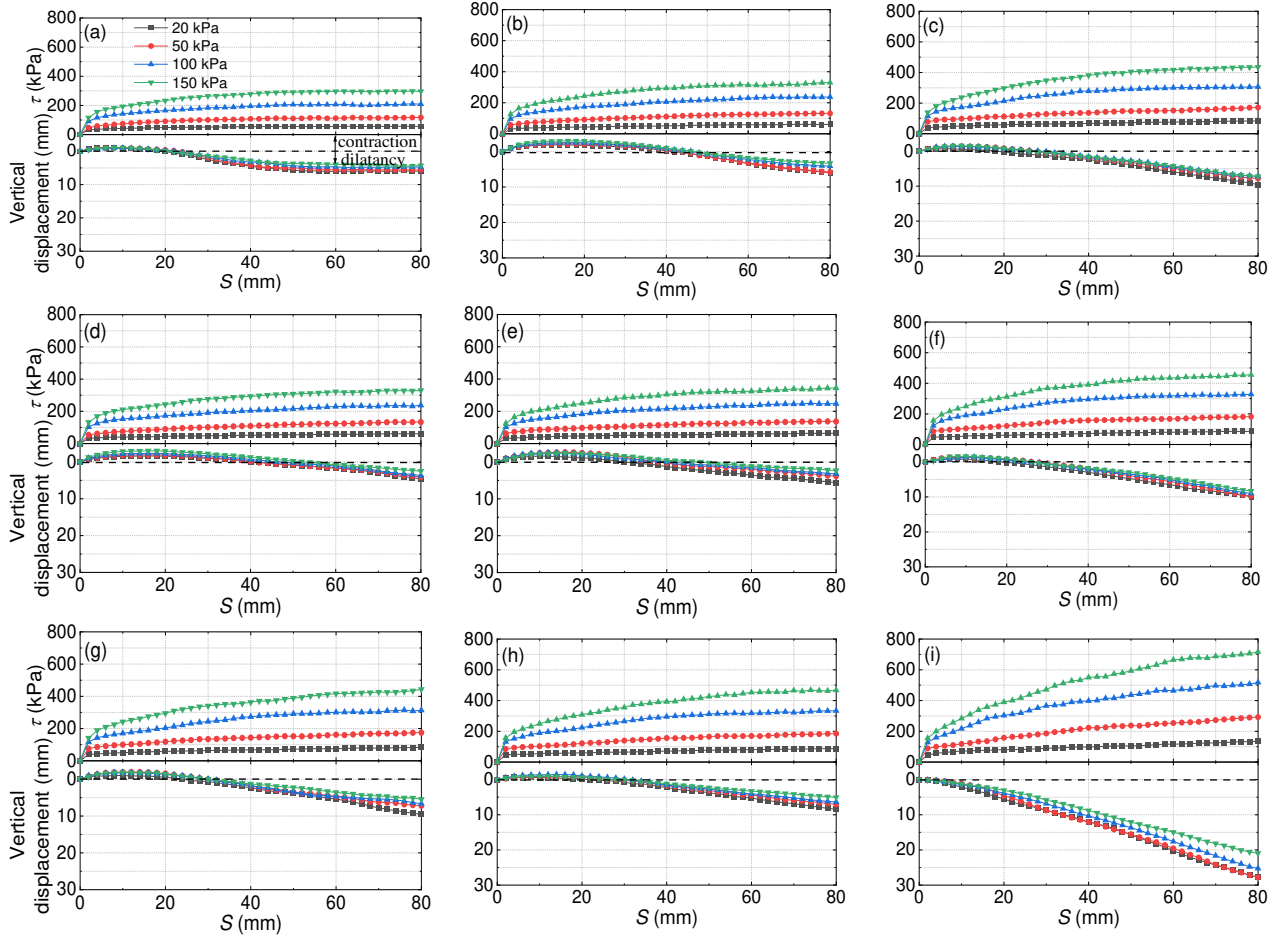 (a)
20 kPa
50 kPa
100 kPa
150 kPa
800
600
400
200
0
0
10
20
30
contraction
dilatancy
Vertical
displacement (mm) τ (kPa)
0 20 40 60 80
S (mm)
(b)
800
600
400
200
0
0
10
20
30
0 20 40 60 80
S (mm)
(c)
800
600
400
200
0
0
10
20
30
0 20 40 60 80
S (mm)
(d)
800
600
400
200
0
0
10
20
30
Vertical
displacement (mm) τ (kPa)
0 20 40 60 80
S (mm)
(e)
800
600
400
200
0
0
10
20
30
0 20 40 60 80
S (mm)
(f)
800
600
400
200
0
0
10
20
30
0 20 40 60 80
S (mm)
(g)
800
600
400
200
0
0
10
20
30
Vertical
displacement (mm) τ (kPa)
0 20 40 60 80
S (mm)
(h)
800
600
400
200
0
0
10
20
30
0 20 40 60 80
S (mm)
(i)
800
600
400
200
0
0
10
20
30
0 20 40 60 80
S (mm)